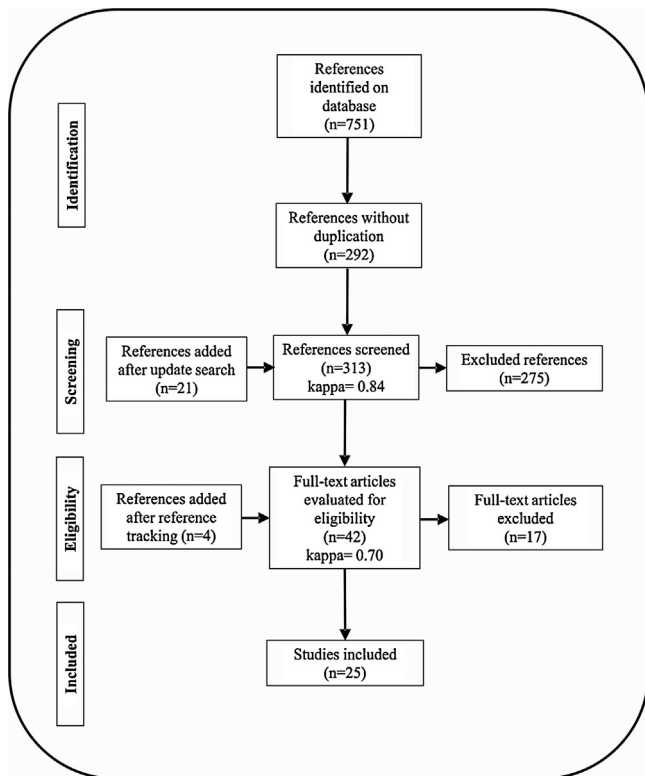 References
identified on
database
(n=751)
Identification
References without
duplication
(n=292)
Screening
References added
after update search
(n=21)
References screened
(n=313)
kappa= 0.84
Excluded references
(n=275)
Eligibility
References added
after reference
tracking (n=4)
Full-text articles
evaluated for
eligibility
(n=42)
kappa= 0.70
Full-text articles
excluded
(n=17)
Included
Studies included
(n=25)